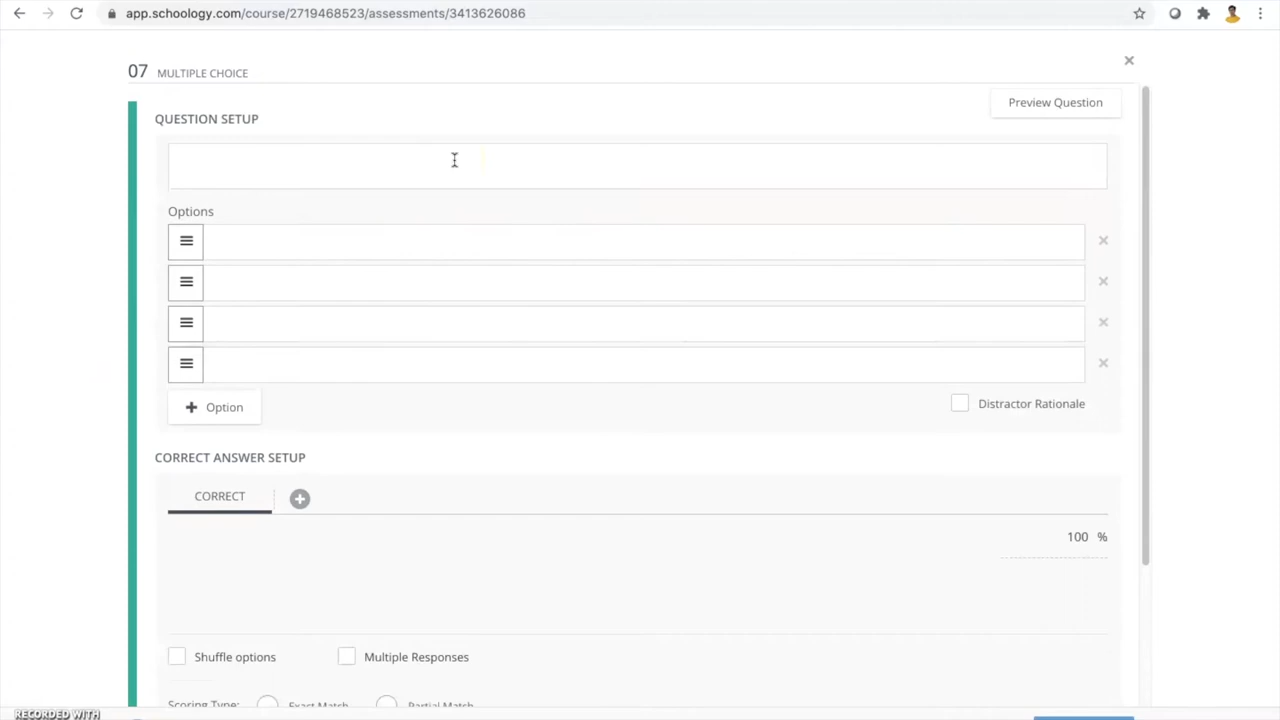 app.schoology.com/course/2719468523/assessments/3413626086
07 MULTIPLE CHOICE
Preview Question
QUESTION SETUP
Options
+ Option
Distractor Rationale
CORRECT ANSWER SETUP
CORRECT
100 %
Shuffle options
Multiple Responses
Scoring Type: Exact Match Partial Match
RECORDED WITH